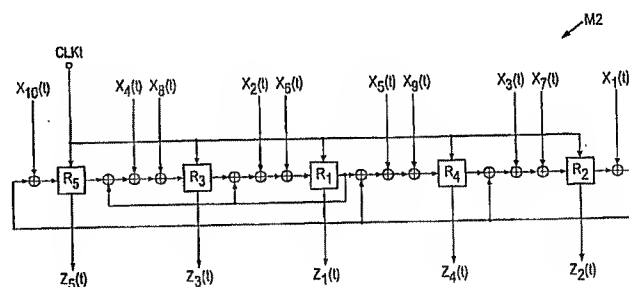 M2
CLKt
X10(t)
X4(t)
X8(t)
X2(t)
X6(t)
X5(t)
X9(t)
X3(t)
X7(t)
X1(t)
R5
R3
R1
R4
R2
Z5(t)
Z3(t)
Z1(t)
Z4(t)
Z2(t)